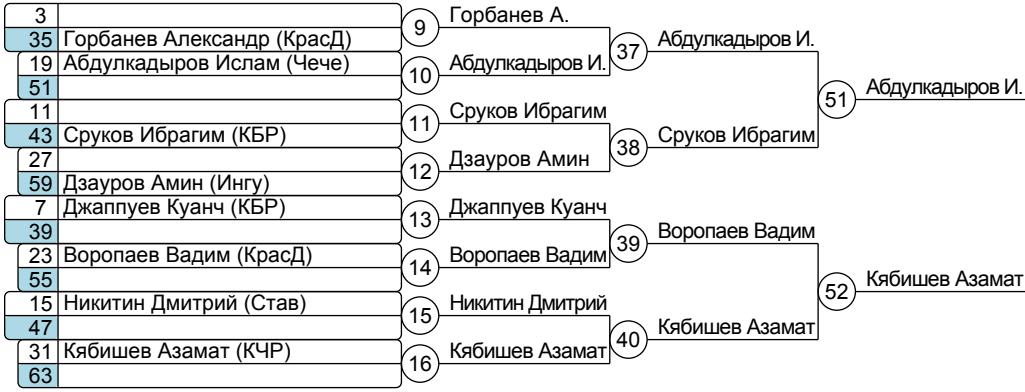 3
35 Горбанев Александр (КрасД)
9
Горбанев А.
19 Абдулкадыров Ислам (Чече)
51
10
Абдулкадыров И.
37
Абдулкадыров И.
11
43 Сруков Ибрагим (КБР)
11
Сруков Ибрагим
27
59 Дзауров Амин (Ингу)
12
Дзауров Амин
38
Сруков Ибрагим
51
Абдулкадыров И.
7 Джаппуев Куанч (КБР)
39
13
Джаппуев Куанч
23 Воропаев Вадим (КрасД)
55
14
Воропаев Вадим
39
Воропаев Вадим
15 Никитин Дмитрий (Став)
47
15
Никитин Дмитрий
31 Кябишев Азамат (КЧР)
63
16
Кябишев Азамат
40
Кябишев Азамат
52
Кябишев Азамат